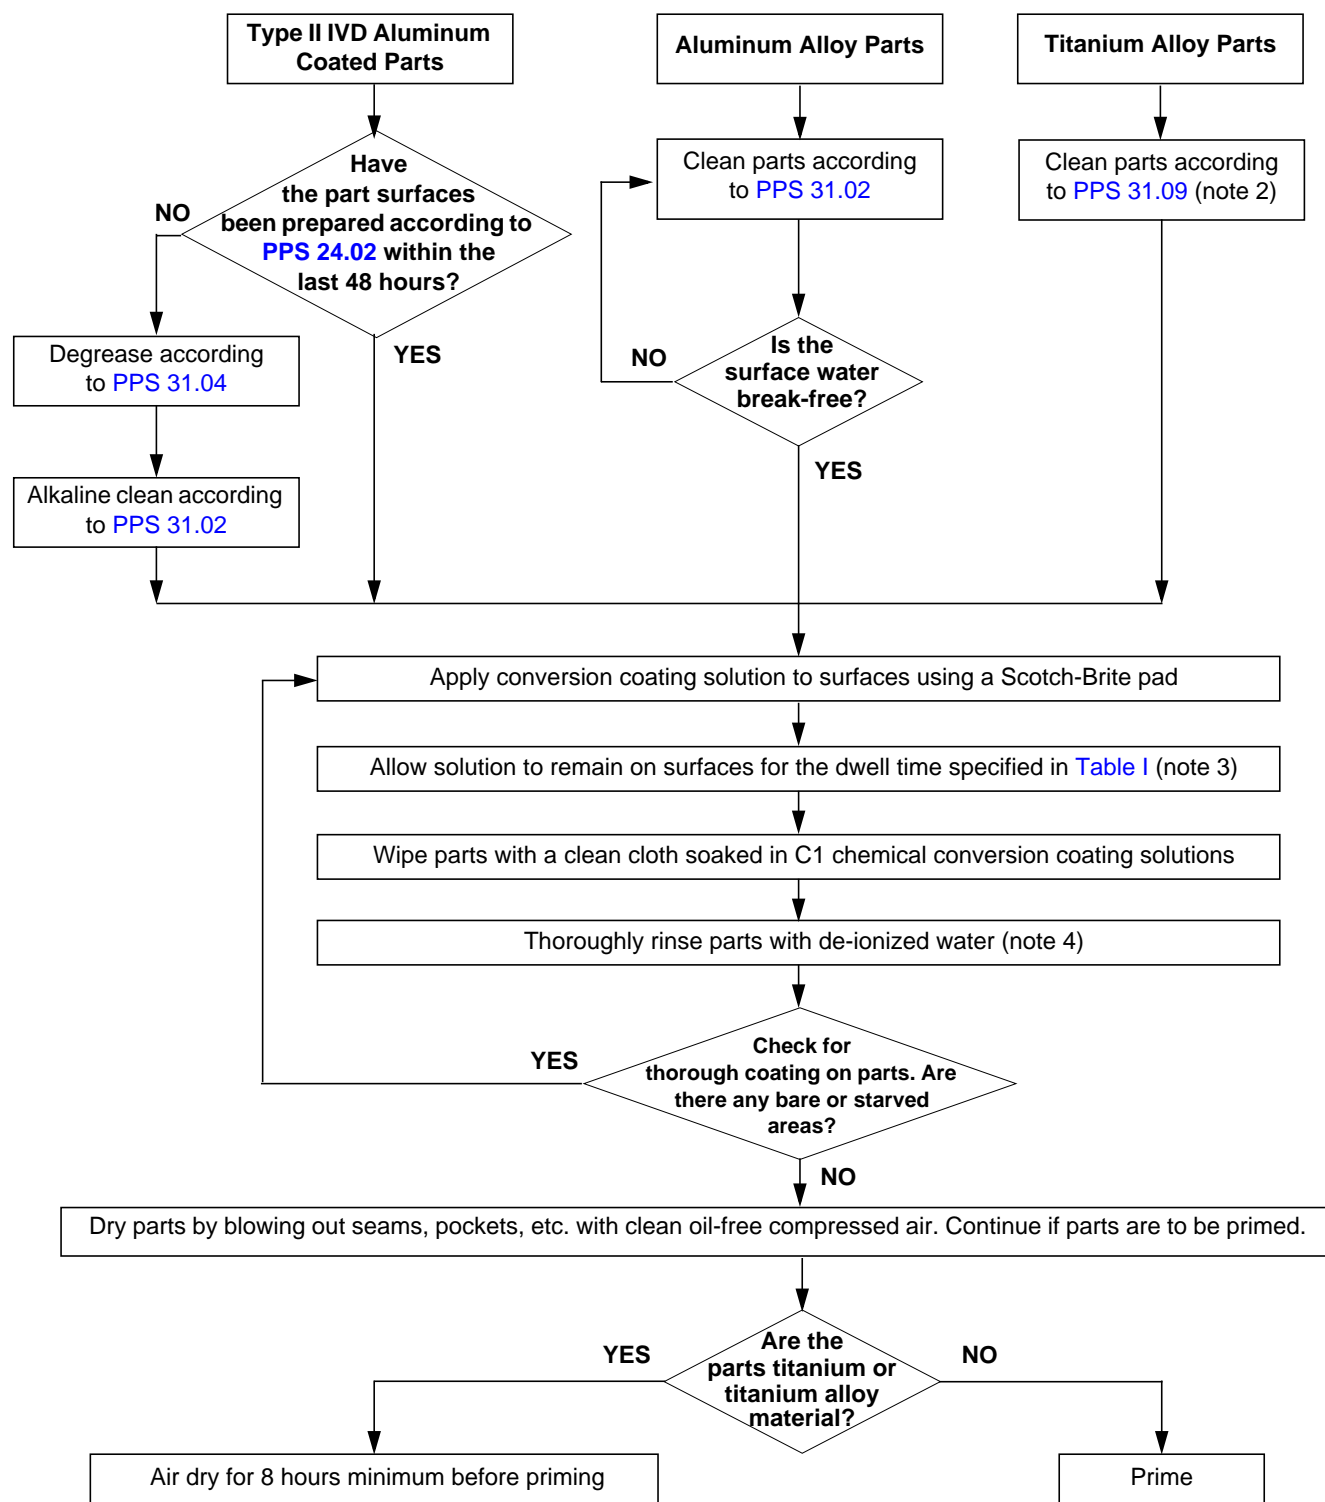 Type II IVD Aluminum
Coated Parts
Aluminum Alloy Parts
Titanium Alloy Parts
Have
the part surfaces
been prepared according to
PPS 24.02 within the
last 48 hours?
NO
YES
Clean parts according
to PPS 31.02
Clean parts according
to PPS 31.09 (note 2)
Degrease according
to PPS 31.04
Is the
surface water
break-free?
NO
YES
Alkaline clean according
to PPS 31.02
Apply conversion coating solution to surfaces using a Scotch-Brite pad
Allow solution to remain on surfaces for the dwell time specified in Table I (note 3)
Wipe parts with a clean cloth soaked in C1 chemical conversion coating solutions
Thoroughly rinse parts with de-ionized water (note 4)
Check for
thorough coating on parts. Are
there any bare or starved
areas?
YES
NO
Dry parts by blowing out seams, pockets, etc. with clean oil-free compressed air. Continue if parts are to be primed.
Are the
parts titanium or
titanium alloy
material?
YES
NO
Air dry for 8 hours minimum before priming
Prime